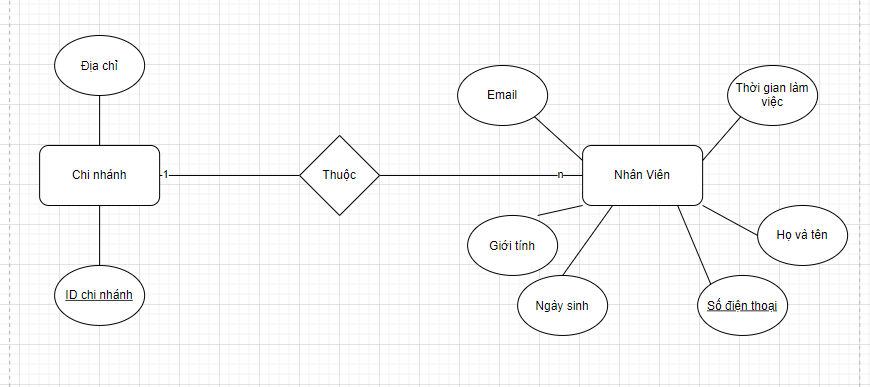 Địa chỉ
Email
Thời gian làm
việc
Chi nhánh
1
Thuộc
n
Nhân Viên
Giới tính
Họ và tên
ID chi nhánh
Ngày sinh
Số điện thoại